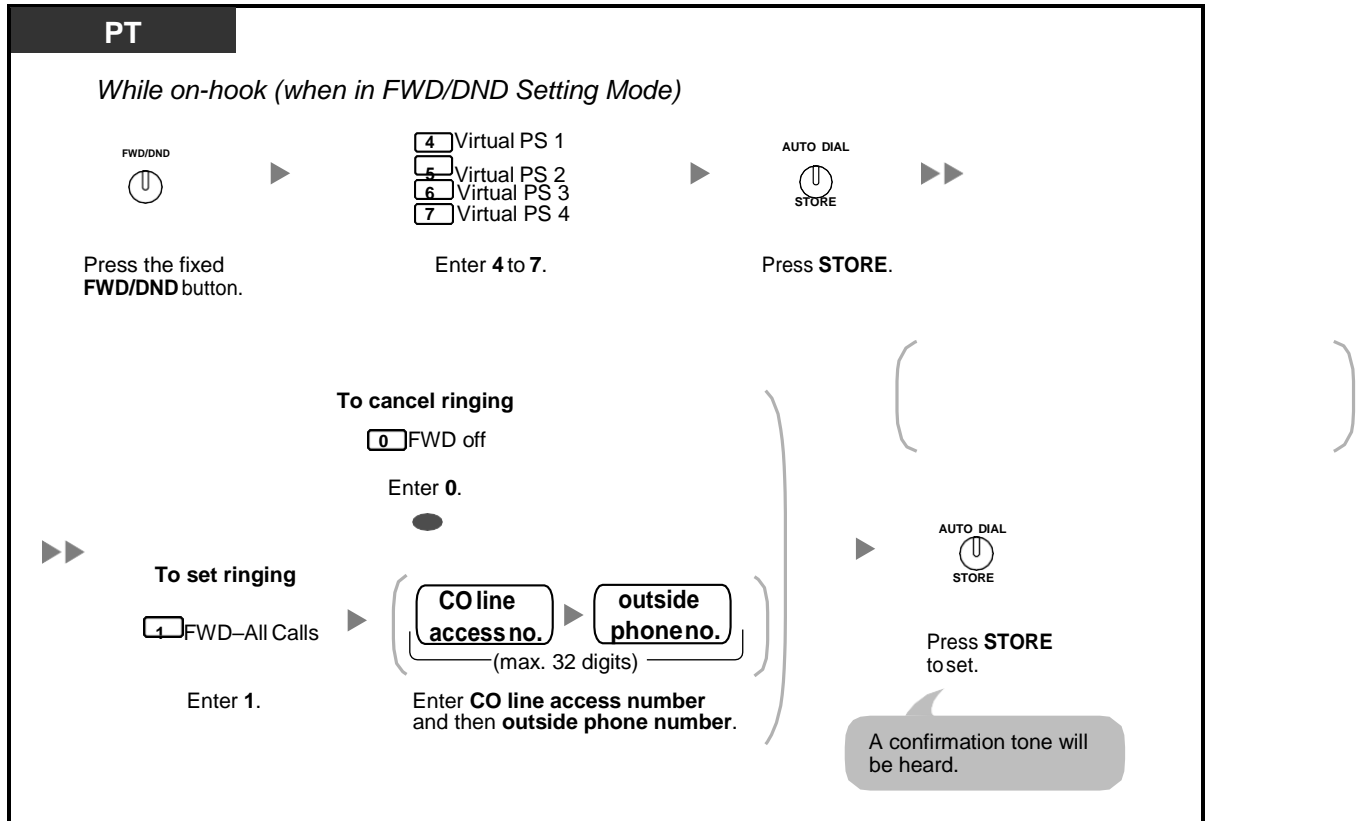 PT
While on-hook (when in FWD/DND Setting Mode)
FWD/DND
4 Virtual PS 1
5 Virtual PS 2
6 Virtual PS 3
7 Virtual PS 4
AUTO DIAL
STORE
Press the fixed
FWD/DND button.
Enter 4 to 7.
Press STORE.
To cancel ringing
0 FWD off
Enter 0.
To set ringing
1 FWD–All Calls
Enter 1.
CO line
access no.
outside
phone no.
(max. 32 digits)
Enter CO line access number
and then outside phone number.
AUTO DIAL
STORE
Press STORE
to set.
A confirmation tone will
be heard.